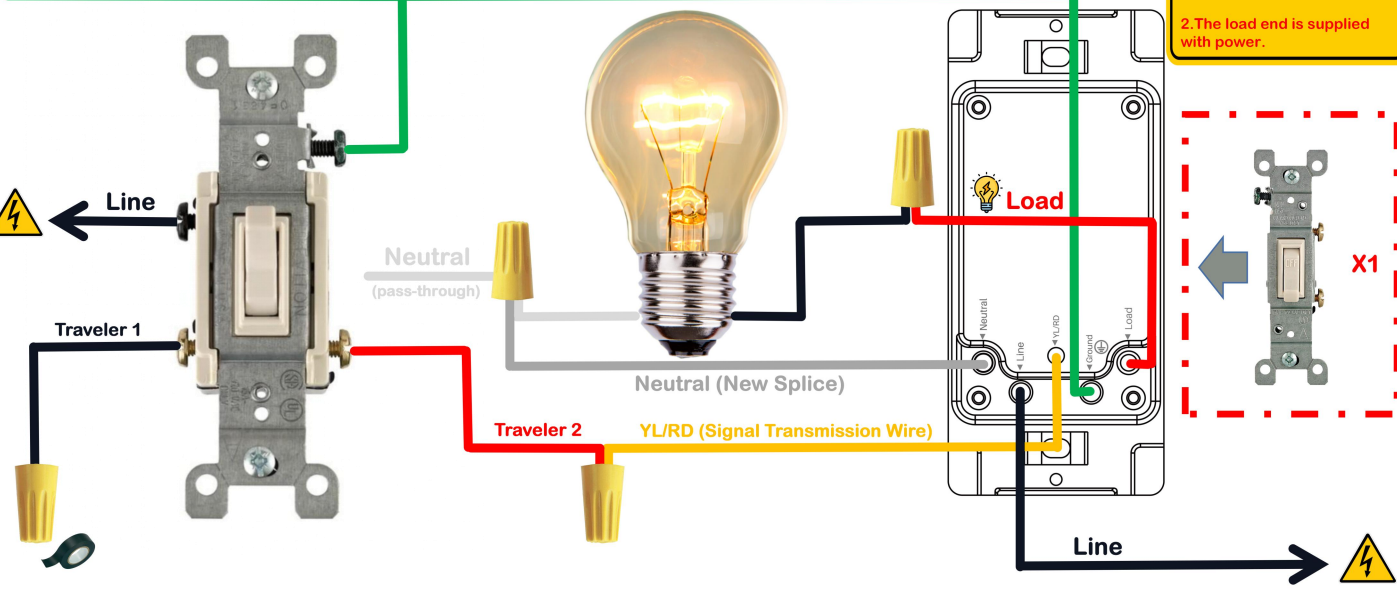 2.The load end is supplied
with power.
Line
Load
Neutral
(pass-through)
X1
Traveler 1
Neutral
Line
YL/RD
Ground
Load
Neutral (New Splice)
Traveler 2
YL/RD (Signal Transmission Wire)
Line